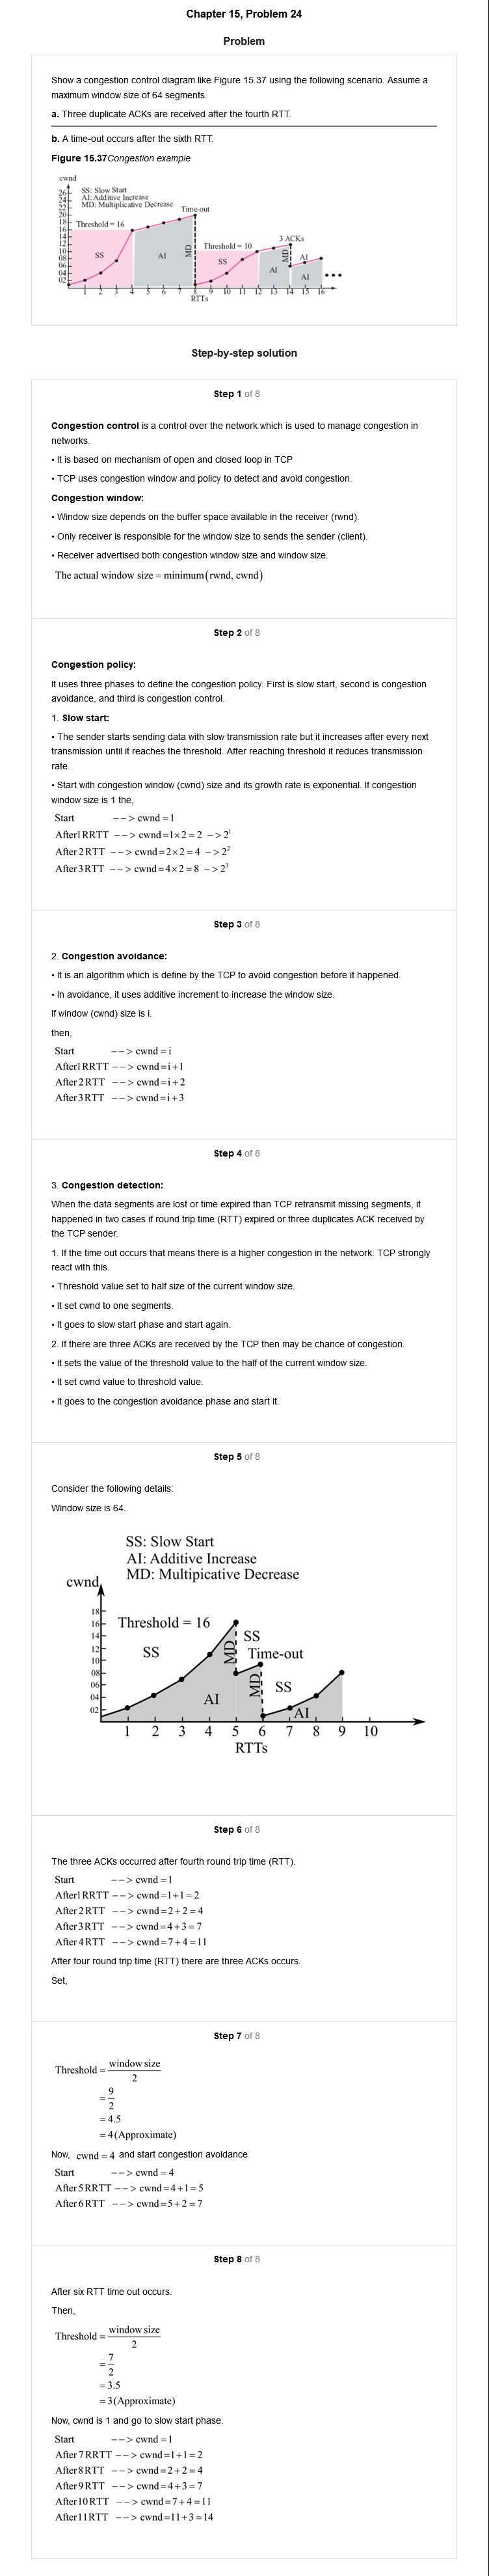 Chapter 15, Problem 24
Problem
Show a congestion control diagram like Figure 15.37 using the following scenario. Assume a
maximum window size of 64 segments.
a. Three duplicate ACKs are received after the fourth RTT.
b. A time-out occurs after the sixth RTT.
Figure 15.37Congestion example
cwnd
SS: Slow Start
AI: Additive Increase
MD: Multiplicative Decrease
Time-out
26
24
22
20
18
16
14
12
10
08
06
04
02
Threshold = 16
SS
AI
MD
Threshold = 10
SS
AI
3 ACKs
MD
AI
AI
1 2 3 4 5 6 7 8 9 10 11 12 13 14 15 16
RTTs
Step-by-step solution
Step 1 of 8
Congestion control is a control over the network which is used to manage congestion in
networks.
• It is based on mechanism of open and closed loop in TCP
• TCP uses congestion window and policy to detect and avoid congestion.
Congestion window:
• Window size depends on the buffer space available in the receiver (rwnd).
• Only receiver is responsible for the window size to sends the sender (client).
• Receiver advertised both congestion window size and window size.
The actual window size = minimum(rwnd, cwnd)
Step 2 of 8
Congestion policy:
It uses three phases to define the congestion policy. First is slow start, second is congestion
avoidance, and third is congestion control.
1. Slow start:
• The sender starts sending data with slow transmission rate but it increases after every next
transmission until it reaches the threshold. After reaching threshold it reduces transmission
rate.
• Start with congestion window (cwnd) size and its growth rate is exponential. If congestion
window size is 1 the,
Start --> cwnd = 1
After1RRTT --> cwnd=1×2 = 2 -> 2¹
After 2 RTT --> cwnd=2×2 = 4 -> 2²
After 3 RTT --> cwnd=4×2 = 8 -> 2³
Step 3 of 8
2. Congestion avoidance:
• It is an algorithm which is define by the TCP to avoid congestion before it happened.
• In avoidance, it uses additive increment to increase the window size.
If window (cwnd) size is i.
then,
Start --> cwnd = i
After1RRTT --> cwnd=i+1
After 2 RTT --> cwnd=i+2
After 3 RTT --> cwnd=i+3
Step 4 of 8
3. Congestion detection:
When the data segments are lost or time expired than TCP retransmit missing segments, it
happened in two cases if round trip time (RTT) expired or three duplicates ACK received by
the TCP sender.
1. If the time out occurs that means there is a higher congestion in the network. TCP strongly
react with this.
• Threshold value set to half size of the current window size.
• It set cwnd to one segments.
• It goes to slow start phase and start again.
2. If there are three ACKs are received by the TCP then may be chance of congestion.
• It sets the value of the threshold value to the half of the current window size.
• It set cwnd value to threshold value.
• It goes to the congestion avoidance phase and start it.
Step 5 of 8
Consider the following details:
Window size is 64.
SS: Slow Start
AI: Additive Increase
MD: Multipicative Decrease
cwnd
18
16
14
12
10
08
06
04
02
Threshold = 16
SS
AI
MD
SS
Time-out
MD
SS
AI
1 2 3 4 5 6 7 8 9 10
RTTs
Step 6 of 8
The three ACKs occurred after fourth round trip time (RTT).
Start --> cwnd = 1
After1RRTT --> cwnd=1+1= 2
After 2 RTT --> cwnd=2+2= 4
After 3 RTT --> cwnd=4+3= 7
After 4 RTT --> cwnd=7+4=11
After four round trip time (RTT) there are three ACKs occurs.
Set,
Step 7 of 8
Threshold = window size / 2
= 9 / 2
= 4.5
= 4(Approximate)
Now, cwnd = 4 and start congestion avoidance
Start --> cwnd = 4
After 5 RRTT --> cwnd=4+1= 5
After 6 RTT --> cwnd=5+2= 7
Step 8 of 8
After six RTT time out occurs.
Then,
Threshold = window size / 2
= 7 / 2
= 3.5
= 3(Approximate)
Now, cwnd is 1 and go to slow start phase.
Start --> cwnd = 1
After 7 RRTT --> cwnd=1+1= 2
After 8 RTT --> cwnd=2+2= 4
After 9 RTT --> cwnd=4+3= 7
After10 RTT --> cwnd=7+4=11
After11RTT --> cwnd=11+3=14